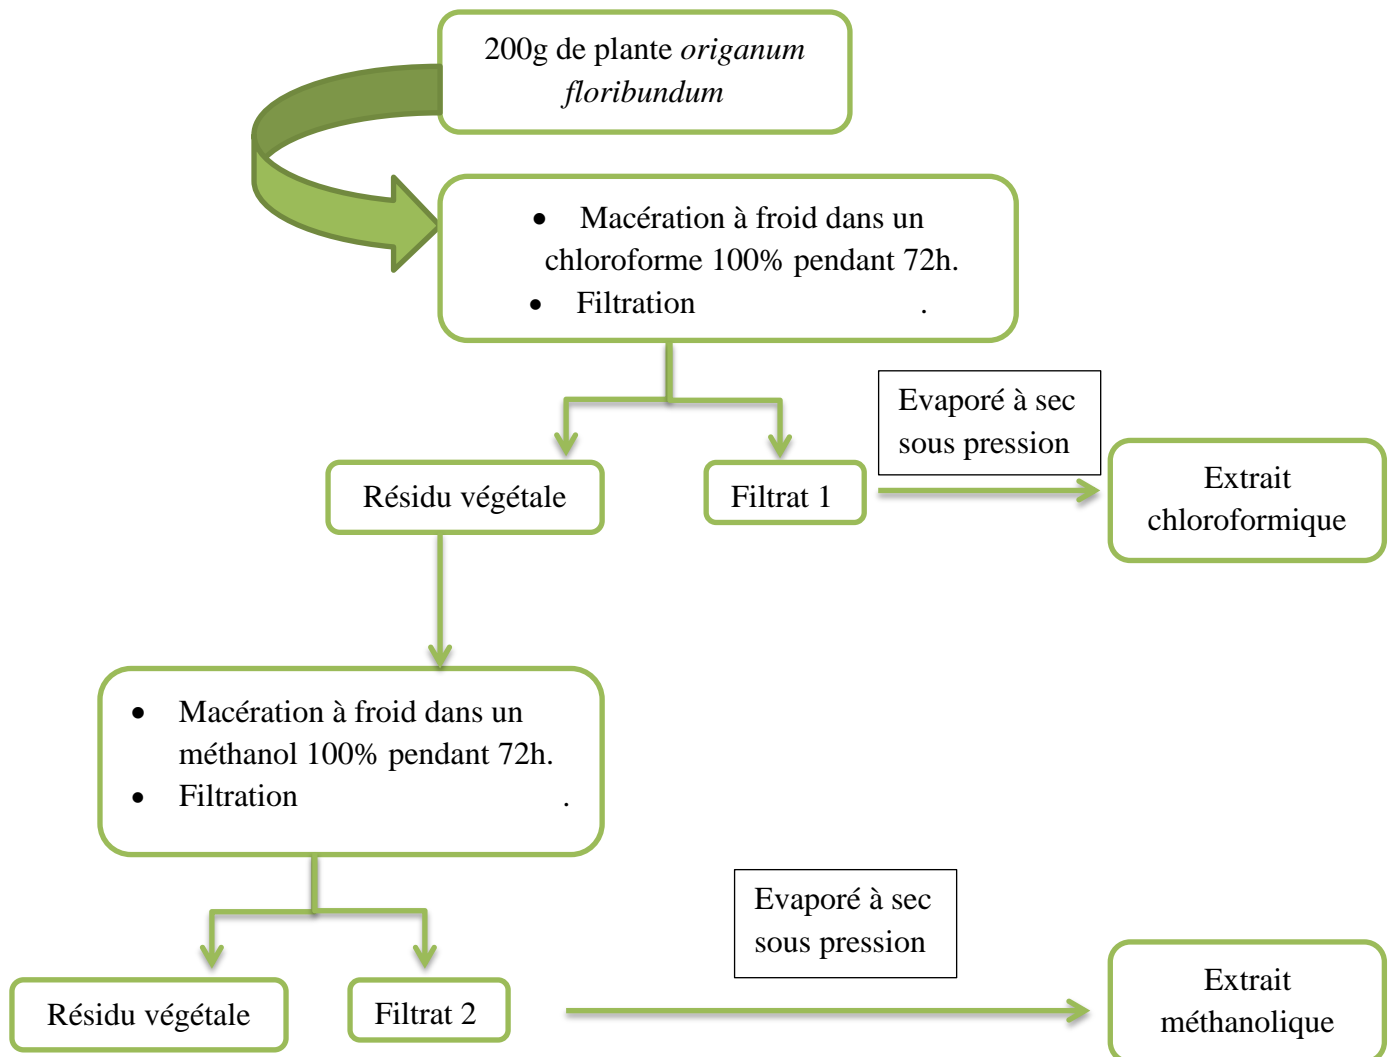 200g de plante origanum
floribundum
• Macération à froid dans un
chloroforme 100% pendant 72h.
• Filtration .
Evaporé à sec
sous pression
Résidu végétale
Filtrat 1
Extrait
chloroformique
• Macération à froid dans un
méthanol 100% pendant 72h.
• Filtration .
Evaporé à sec
sous pression
Résidu végétale
Filtrat 2
Extrait
méthanolique